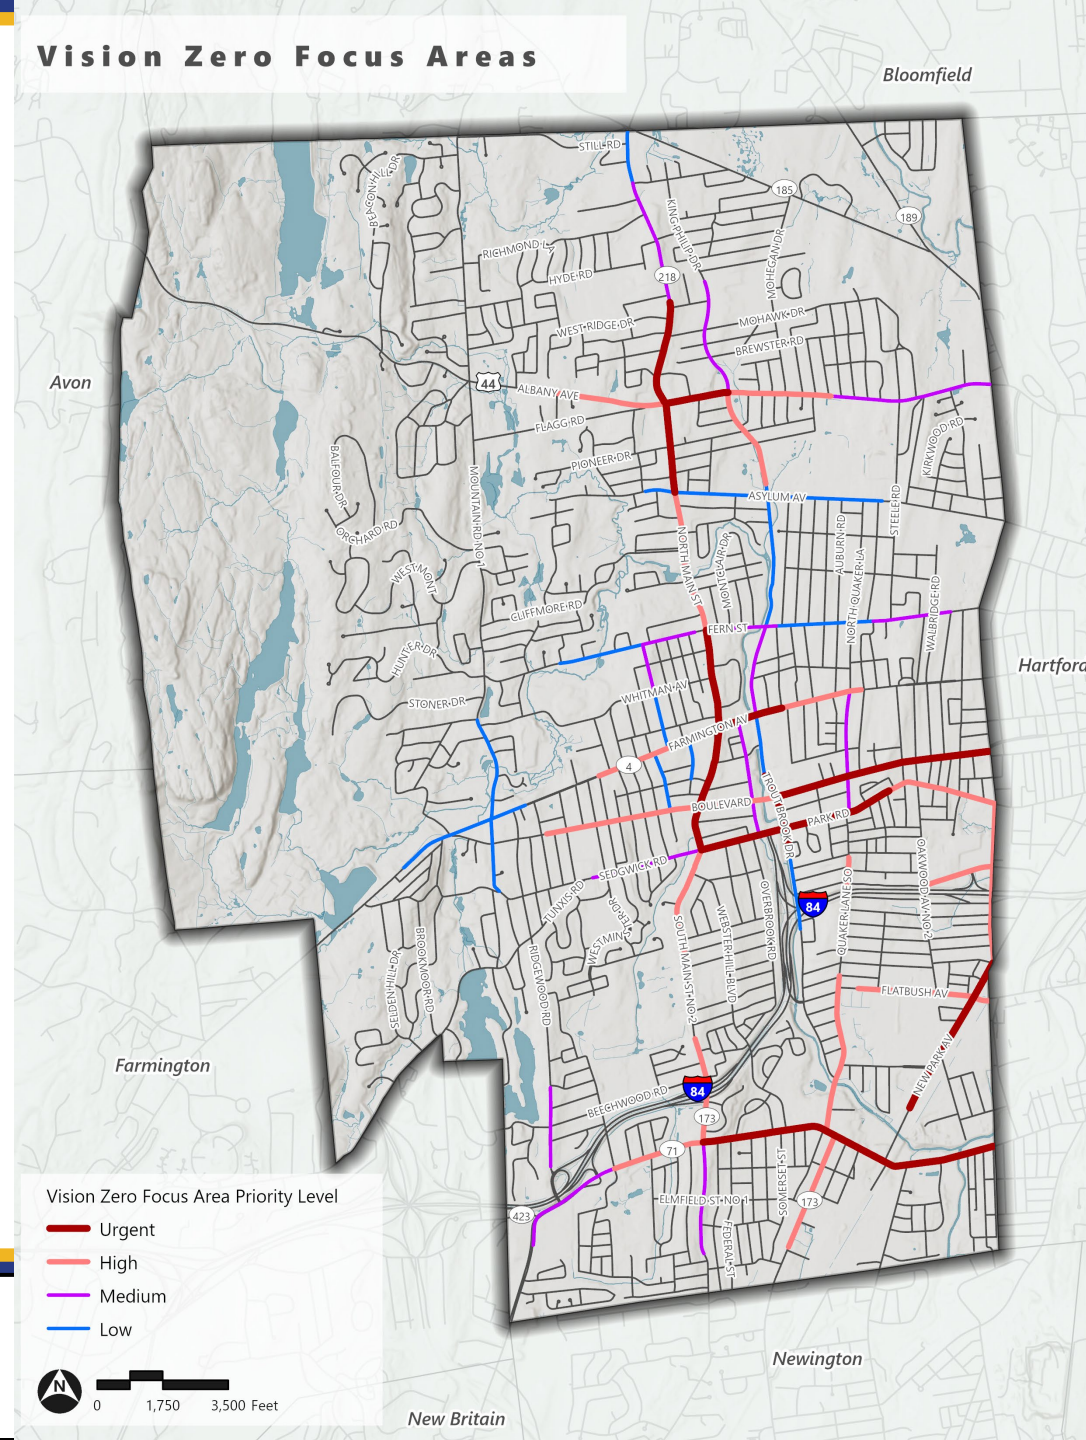 Vision Zero Focus Areas
Bloomfield
STILL RD
BEACON HILL DR
185
KING PHILIP DR
189
RICHMOND LA
MOHEGAN DR
HYDE RD
218
MOHAWK DR
WEST RIDGE DR
BREWSTER RD
Avon
44
ALBANY AVE
FLAGG RD
KIRKWOOD RD
PIONEER DR
BALFOUR DR
MOUNTAIN RD NO 1
ASYLUM AV
STEELE RD
ORCHARD RD
AUBURN RD
NORTH MAIN ST
MONTCLAIR DR
WESTMONT
NORTH QUAKER LA
WALBRIDGE RD
CLIFFMORE RD
FERN ST
HUNTER DR
Hartford
WHITMAN AV
STONER DR
FARMINGTON AV
4
BOULEVARD
TROUT BROOK DR
PARK RD
SEDGWICK RD
OAKWOOD AV NO 2
TUNXIS RD
84
QUAKER LANE SO
OVERBROOK RD
WEBSTER HILL BLVD
WESTMINSTER DR
SOUTH MAIN ST NO 2
BROOKMOOR RD
SELDEN HILL DR
RIDGEWOOD RD
FLATBUSH AV
Farmington
NEW PARK AV
84
BEECHWOOD RD
173
71
SOMERSET ST
ELMFIELD ST NO 1
173
423
FEDERAL ST
Vision Zero Focus Area Priority Level
Urgent
High
Medium
Low
N
0 1,750 3,500 Feet
Newington
New Britain